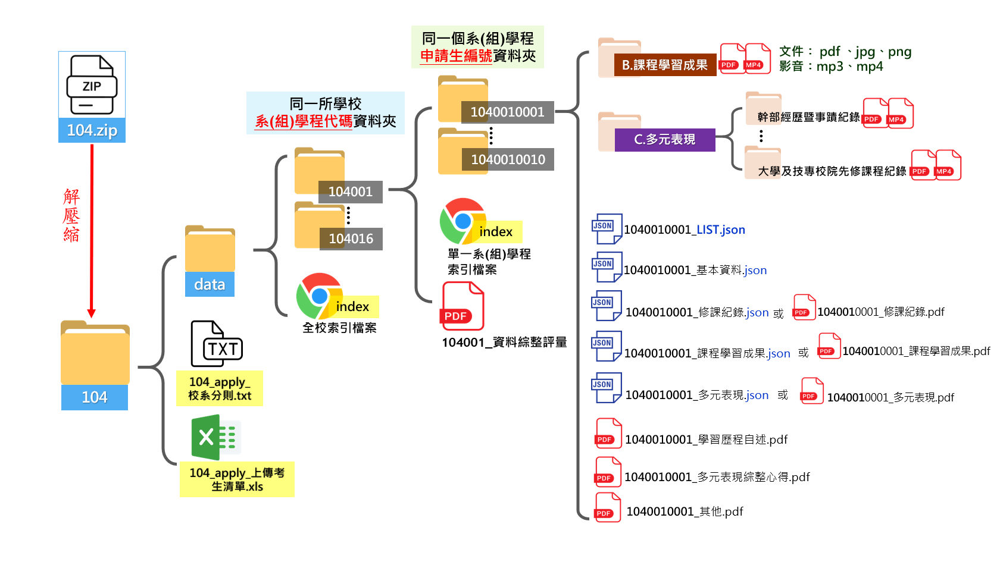 ZIP
104.zip
解
壓
縮
104
data
TXT
104_apply_
校系分則.txt
X
104_apply_上傳考
生清單.xls
同一所學校
系(組)學程代碼資料夾
104001
104016
index
全校索引檔案
同一個系(組)學程
申請生編號資料夾
1040010001
1040010010
index
單一系(組)學程
索引檔案
PDF
104001_資料綜整評量
B.課程學習成果
PDF
MP4
文件： pdf 、jpg、png
影音：mp3、mp4
C.多元表現
幹部經歷暨事蹟紀錄
PDF
MP4
大學及技專校院先修課程紀錄
PDF
MP4
JSON
1040010001_LIST.json
JSON
1040010001_基本資料.json
JSON
1040010001_修課紀錄.json 或
PDF
1040010001_修課紀錄.pdf
JSON
1040010001_課程學習成果.json 或
PDF
1040010001_課程學習成果.pdf
JSON
1040010001_多元表現.json 或
PDF
1040010001_多元表現.pdf
PDF
1040010001_學習歷程自述.pdf
PDF
1040010001_多元表現綜整心得.pdf
PDF
1040010001_其他.pdf